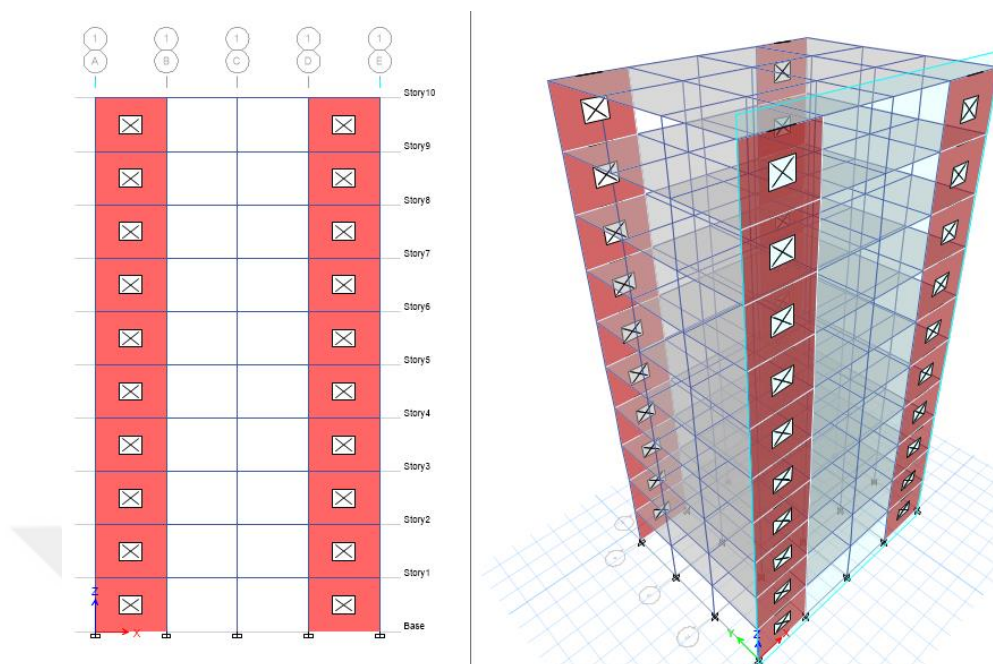 1 1 1 1 1
A B C D E
Story10
Story9
Story8
Story7
Story6
Story5
Story4
Story3
Story2
Story1
Z
X
Base
Z
Y X